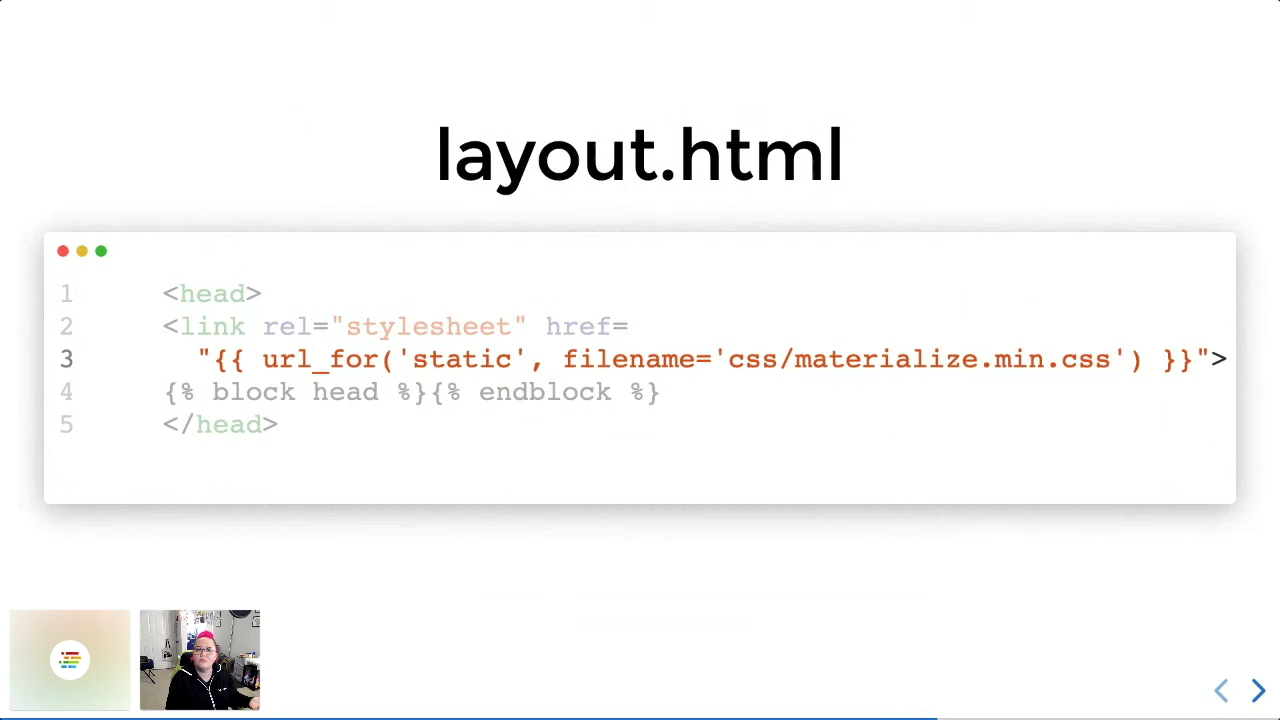 layout.html
1 <head>
2 <link rel="stylesheet" href=
3 "{{ url_for('static', filename='css/materialize.min.css') }}">
4 {% block head %}{% endblock %}
5 </head>